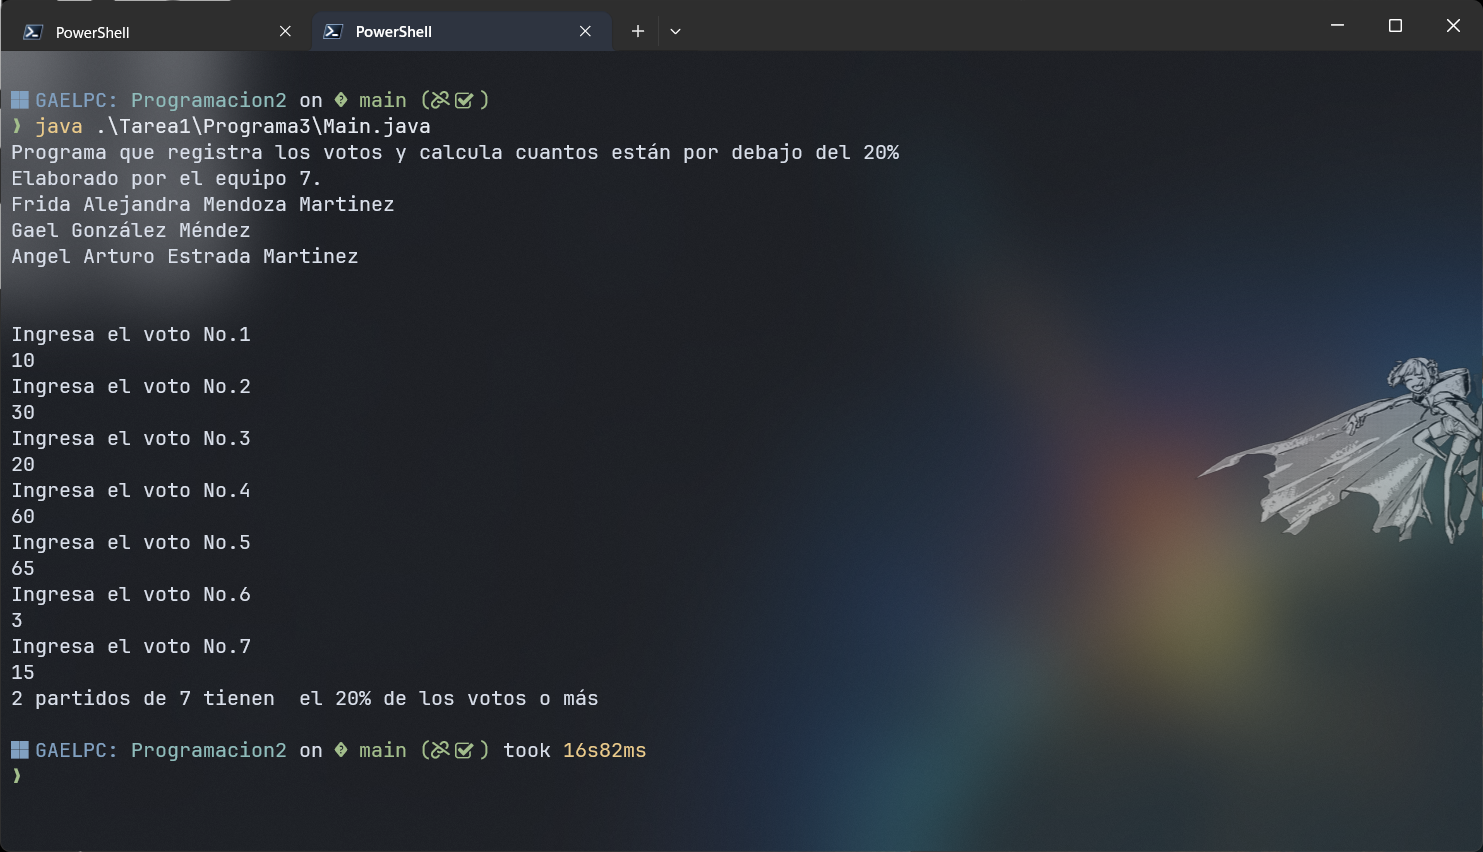 PowerShell
PowerShell
GAELPC: Programacion2 on main ( )
❯ java .\Tarea1\Programa3\Main.java
Programa que registra los votos y calcula cuantos están por debajo del 20%
Elaborado por el equipo 7.
Frida Alejandra Mendoza Martinez
Gael González Méndez
Angel Arturo Estrada Martinez
Ingresa el voto No.1
10
Ingresa el voto No.2
30
Ingresa el voto No.3
20
Ingresa el voto No.4
60
Ingresa el voto No.5
65
Ingresa el voto No.6
3
Ingresa el voto No.7
15
2 partidos de 7 tienen  el 20% de los votos o más
GAELPC: Programacion2 on main ( ) took 16s82ms
❯